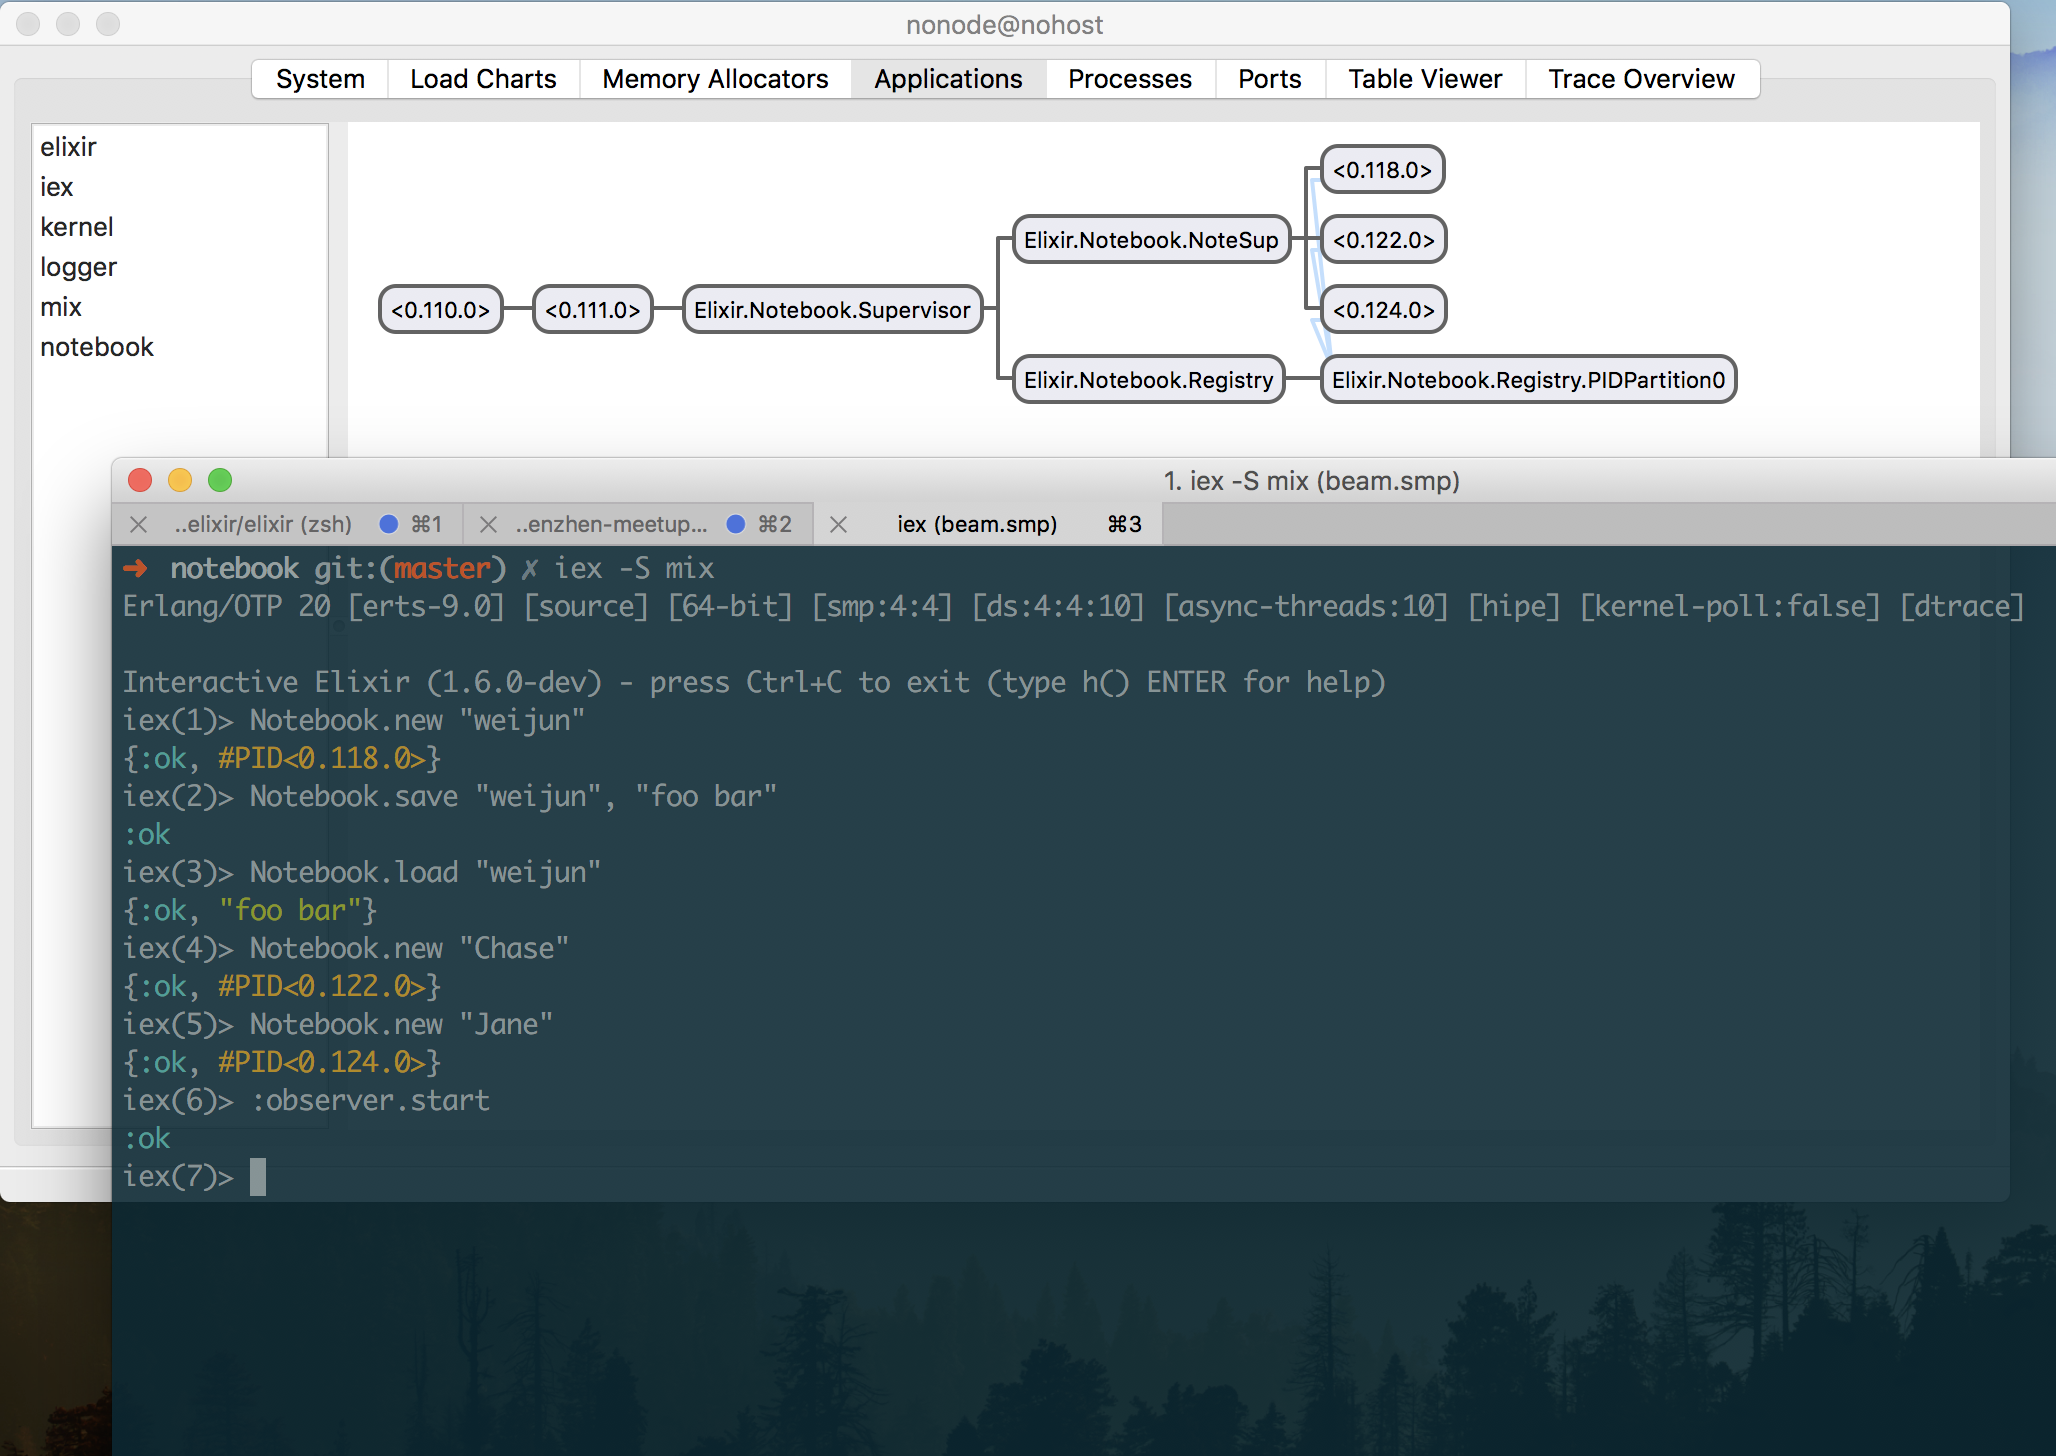 nonode@nohost
System Load Charts Memory Allocators Applications Processes Ports Table Viewer Trace Overview
elixir
iex
kernel
logger
mix
notebook
<0.118.0>
Elixir.Notebook.NoteSup <0.122.0>
<0.110.0> <0.111.0> Elixir.Notebook.Supervisor <0.124.0>
Elixir.Notebook.Registry Elixir.Notebook.Registry.PIDPartition0
1. iex -S mix (beam.smp)
..elixir/elixir (zsh) ⌘1 ..enzhen-meetup... ⌘2 iex (beam.smp) ⌘3
➜ notebook git:(master) ✗ iex -S mix
Erlang/OTP 20 [erts-9.0] [source] [64-bit] [smp:4:4] [ds:4:4:10] [async-threads:10] [hipe] [kernel-poll:false] [dtrace]
Interactive Elixir (1.6.0-dev) - press Ctrl+C to exit (type h() ENTER for help)
iex(1)> Notebook.new "weijun"
{:ok, #PID<0.118.0>}
iex(2)> Notebook.save "weijun", "foo bar"
:ok
iex(3)> Notebook.load "weijun"
{:ok, "foo bar"}
iex(4)> Notebook.new "Chase"
{:ok, #PID<0.122.0>}
iex(5)> Notebook.new "Jane"
{:ok, #PID<0.124.0>}
iex(6)> :observer.start
:ok
iex(7)>